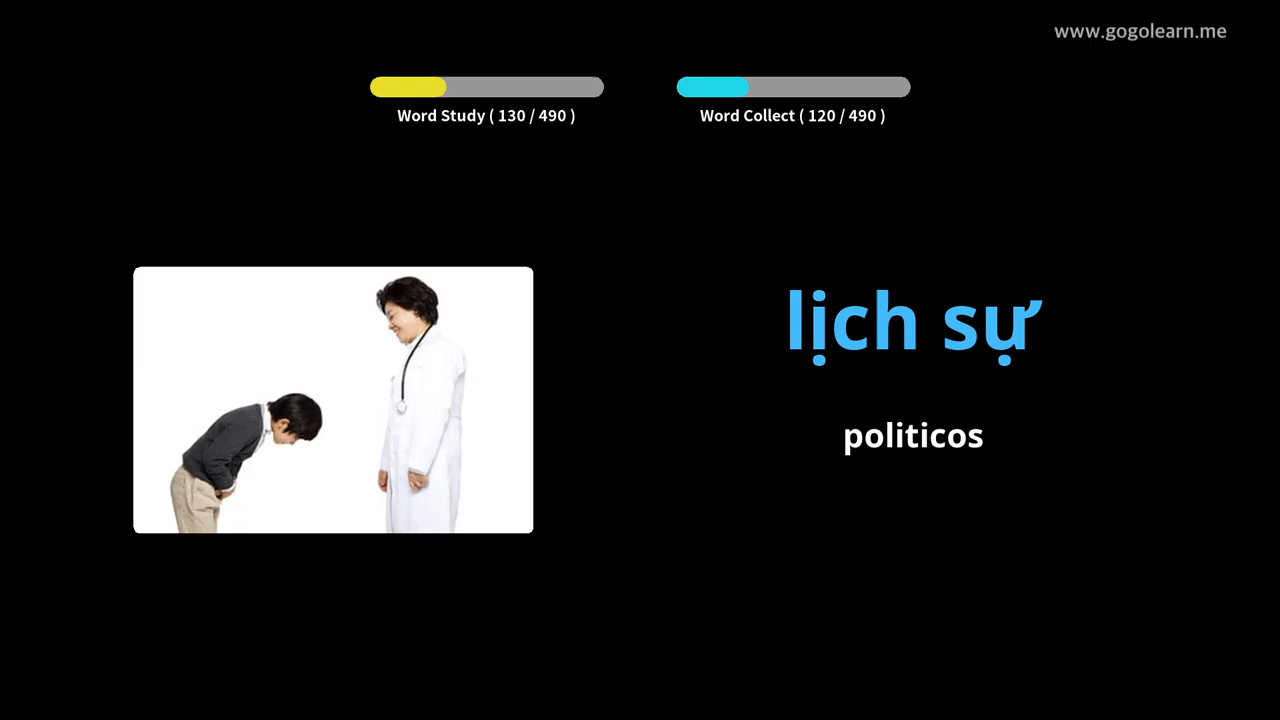 www.gogolearn.me
Word Study ( 130 / 490 )
Word Collect ( 120 / 490 )
lịch sự
politicos